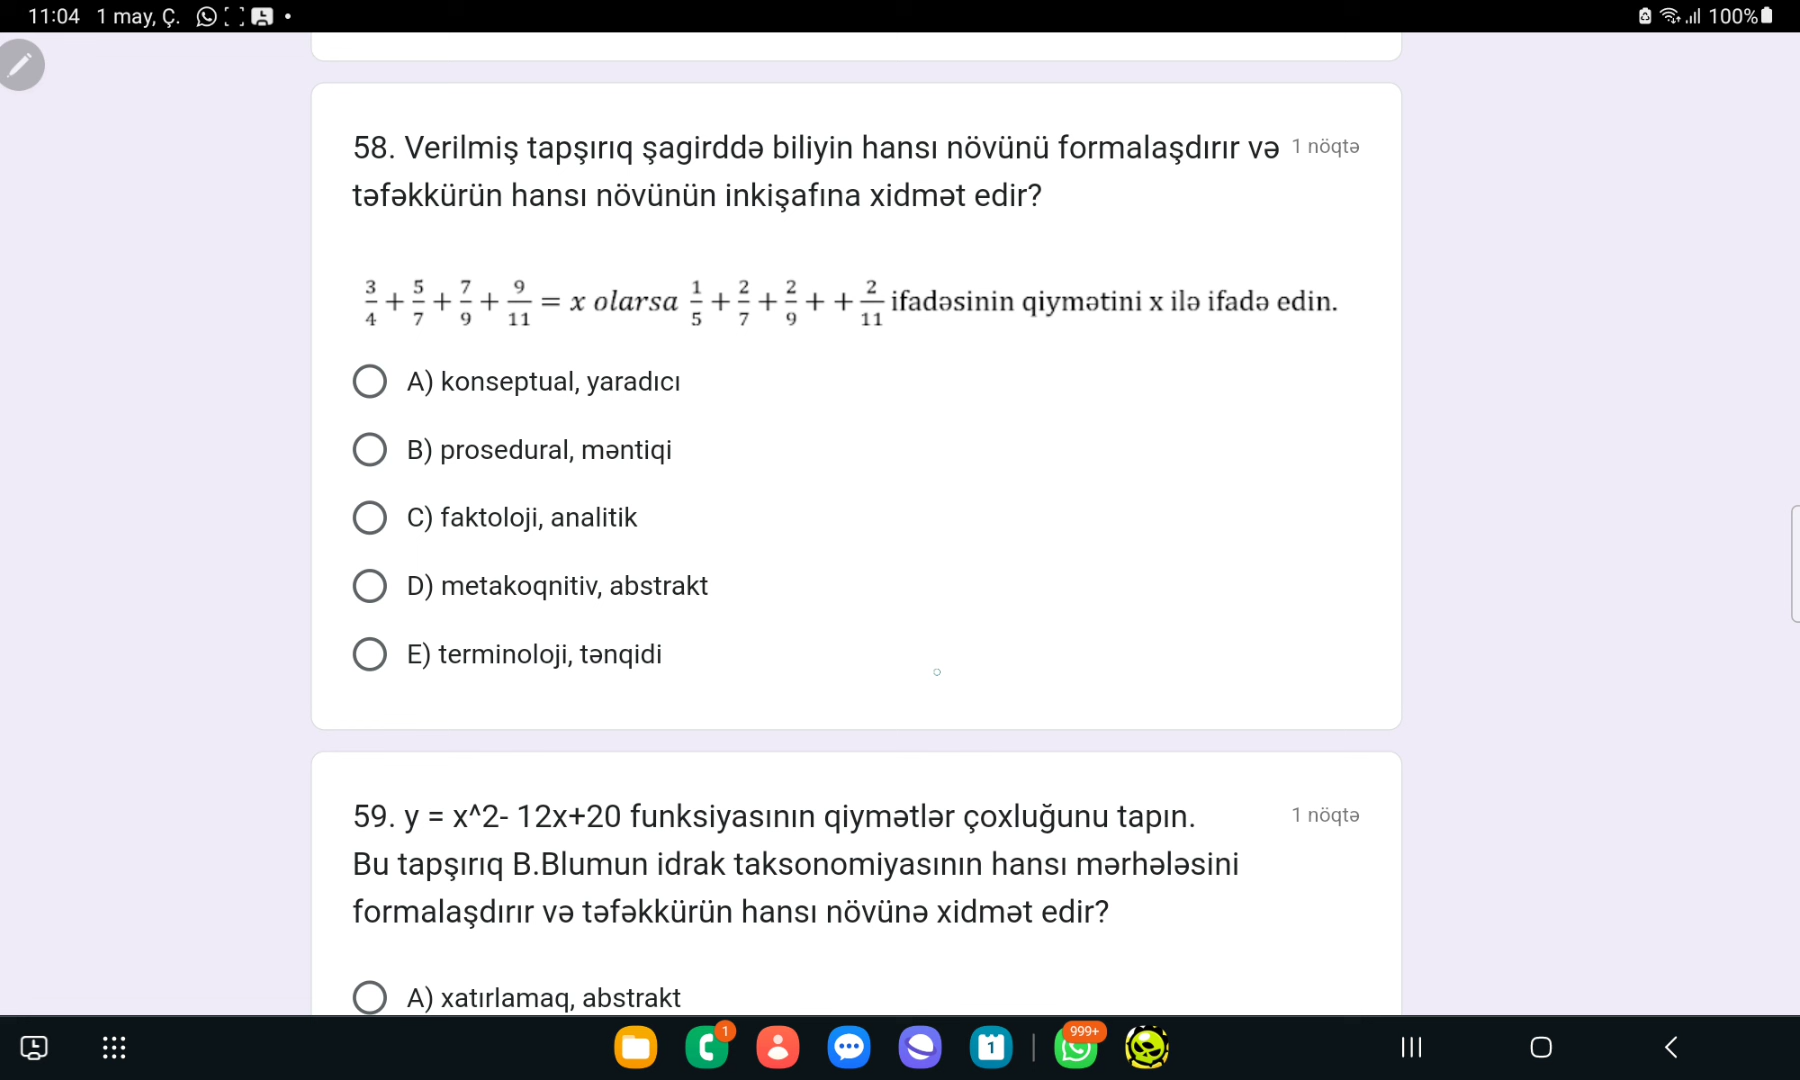 11:04 1 may, Ç.
100%
58. Verilmiş tapşırıq şagirddə biliyin hansı növünü formalaşdırır və 1 nöqtə
təfəkkürün hansı növünün inkişafına xidmət edir?
3/4 + 5/7 + 7/9 + 9/11 = x olarsa 1/5 + 2/7 + 2/9 + + 2/11 ifadəsinin qiymətini x ilə ifadə edin.
A) konseptual, yaradıcı
B) prosedural, məntiqi
C) faktoloji, analitik
D) metakoqnitiv, abstrakt
E) terminoloji, tənqidi
59. y = x^2- 12x+20 funksiyasının qiymətlər çoxluğunu tapın. 1 nöqtə
Bu tapşırıq B.Blumun idrak taksonomiyasının hansı mərhələsini
formalaşdırır və təfəkkürün hansı növünə xidmət edir?
A) xatırlamaq, abstrakt
1
1
999+